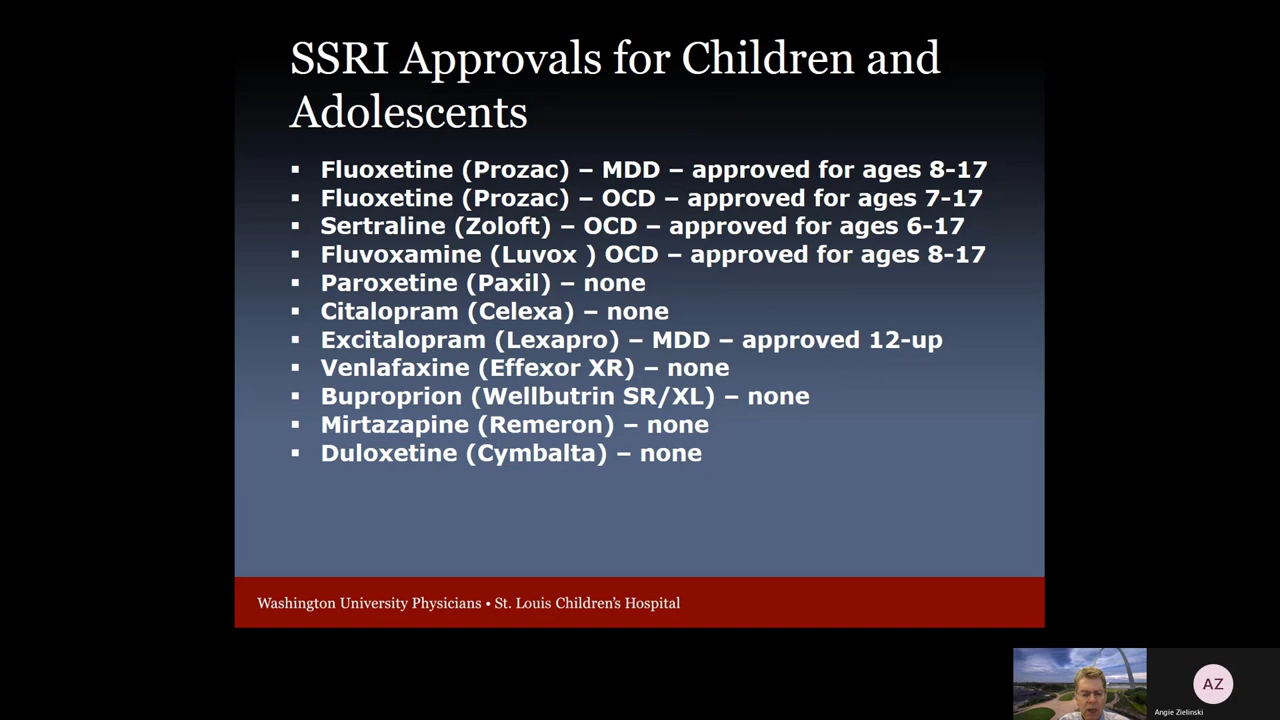 SSRI Approvals for Children and
Adolescents
▪ Fluoxetine (Prozac) – MDD – approved for ages 8-17
▪ Fluoxetine (Prozac) – OCD – approved for ages 7-17
▪ Sertraline (Zoloft) – OCD – approved for ages 6-17
▪ Fluvoxamine (Luvox ) OCD – approved for ages 8-17
▪ Paroxetine (Paxil) – none
▪ Citalopram (Celexa) – none
▪ Excitalopram (Lexapro) – MDD – approved 12-up
▪ Venlafaxine (Effexor XR) – none
▪ Buproprion (Wellbutrin SR/XL) – none
▪ Mirtazapine (Remeron) – none
▪ Duloxetine (Cymbalta) – none
Washington University Physicians • St. Louis Children's Hospital
AZ
Angie Zielinski